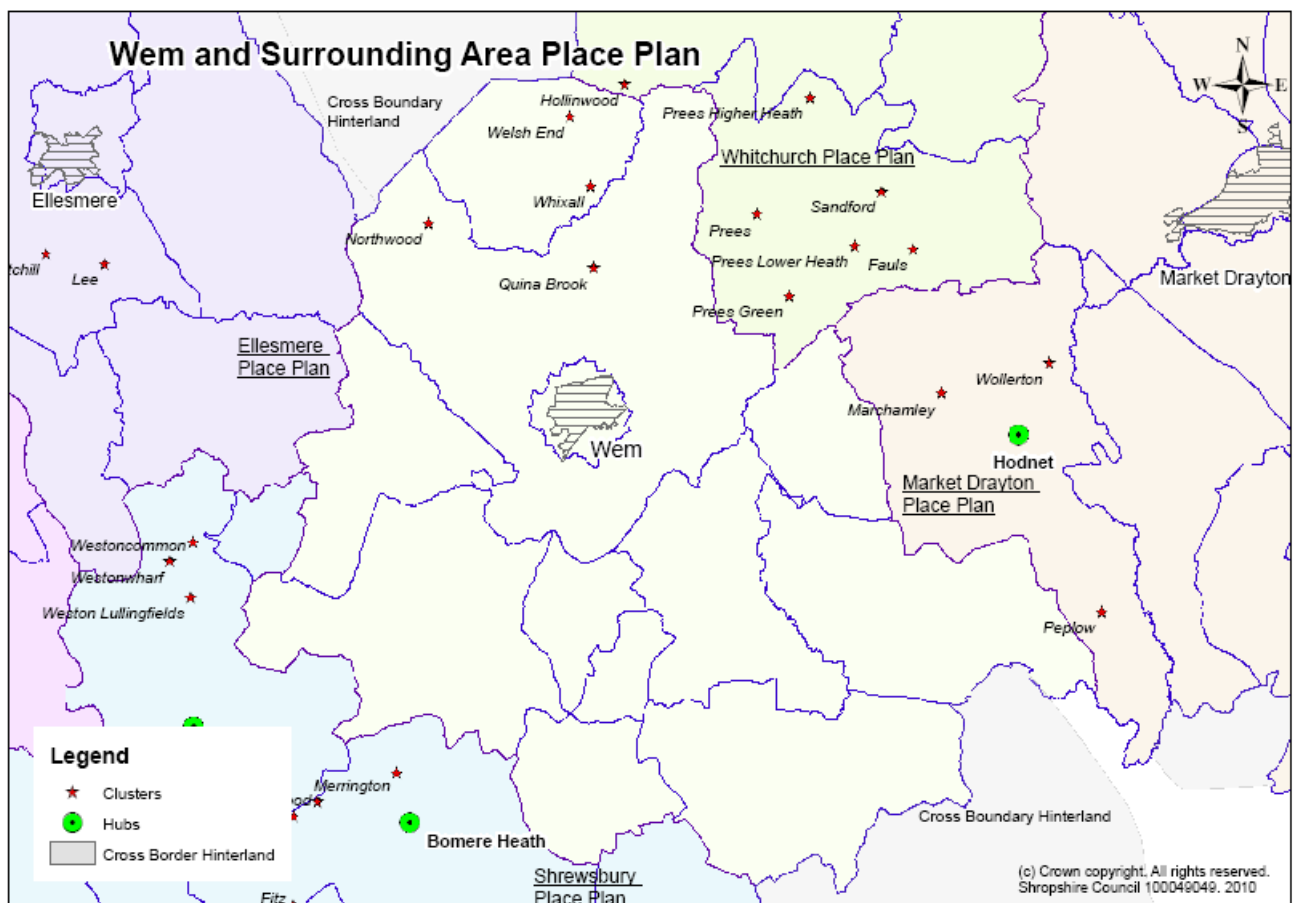 Wem and Surrounding Area Place Plan
N
W
E
S
Cross Boundary
Hinterland
Hollinwood
Welsh End
Prees Higher Heath
Whitchurch Place Plan
Ellesmere
Whixall
Sandford
Northwood
Prees
Prees Lower Heath
Fauls
tchill
Lee
Quina Brook
Market Drayton
Prees Green
Ellesmere
Place Plan
Wollerton
Marchamley
Wem
Hodnet
Market Drayton
Place Plan
Westoncommon
Westonwharf
Weston Lullingfields
Peplow
Legend
Clusters
Hubs
Cross Border Hinterland
Merrington
Bomere Heath
Cross Boundary Hinterland
Shrewsbury
Place Plan
Fitz
(c) Crown copyright. All rights reserved.
Shropshire Council 100049049. 2010